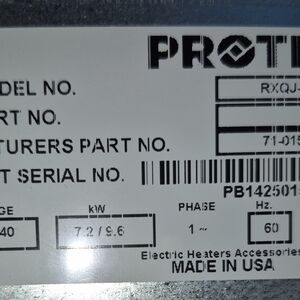 PROTE
DEL NO.
RXQJ-
RT NO.
TURERS PART NO.
71-015
T SERIAL NO.
PB142501
GE
kW
PHASE
Hz.
40
7.2 / 9.6
1~
60
Electric Heaters Accessories
MADE IN USA